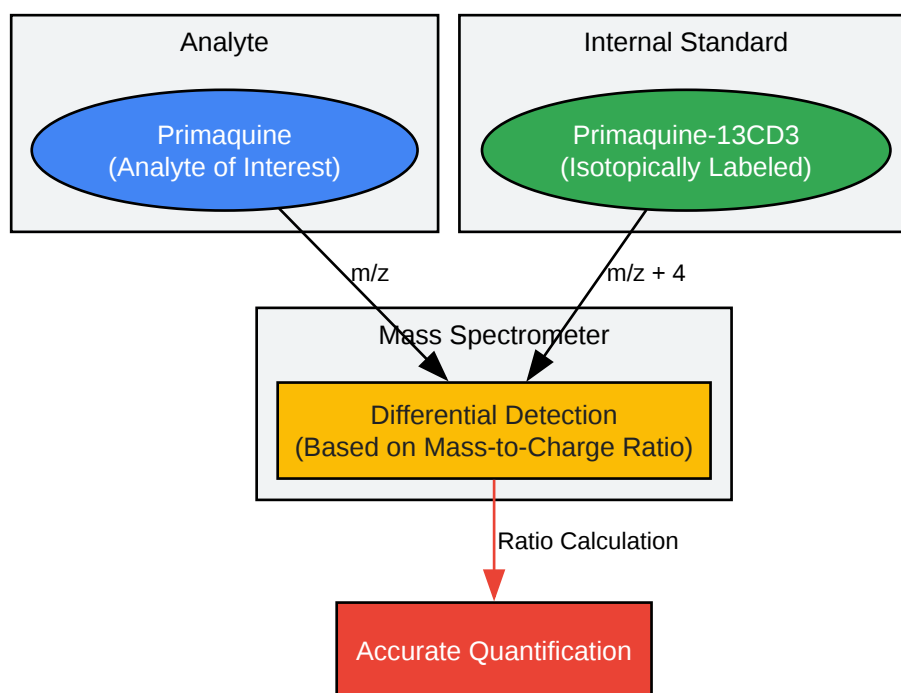 Analyte
Internal Standard
Primaquine
(Analyte of Interest)
Primaquine-13CD3
(Isotopically Labeled)
m/z
m/z + 4
Mass Spectrometer
Differential Detection
(Based on Mass-to-Charge Ratio)
Ratio Calculation
Accurate Quantification